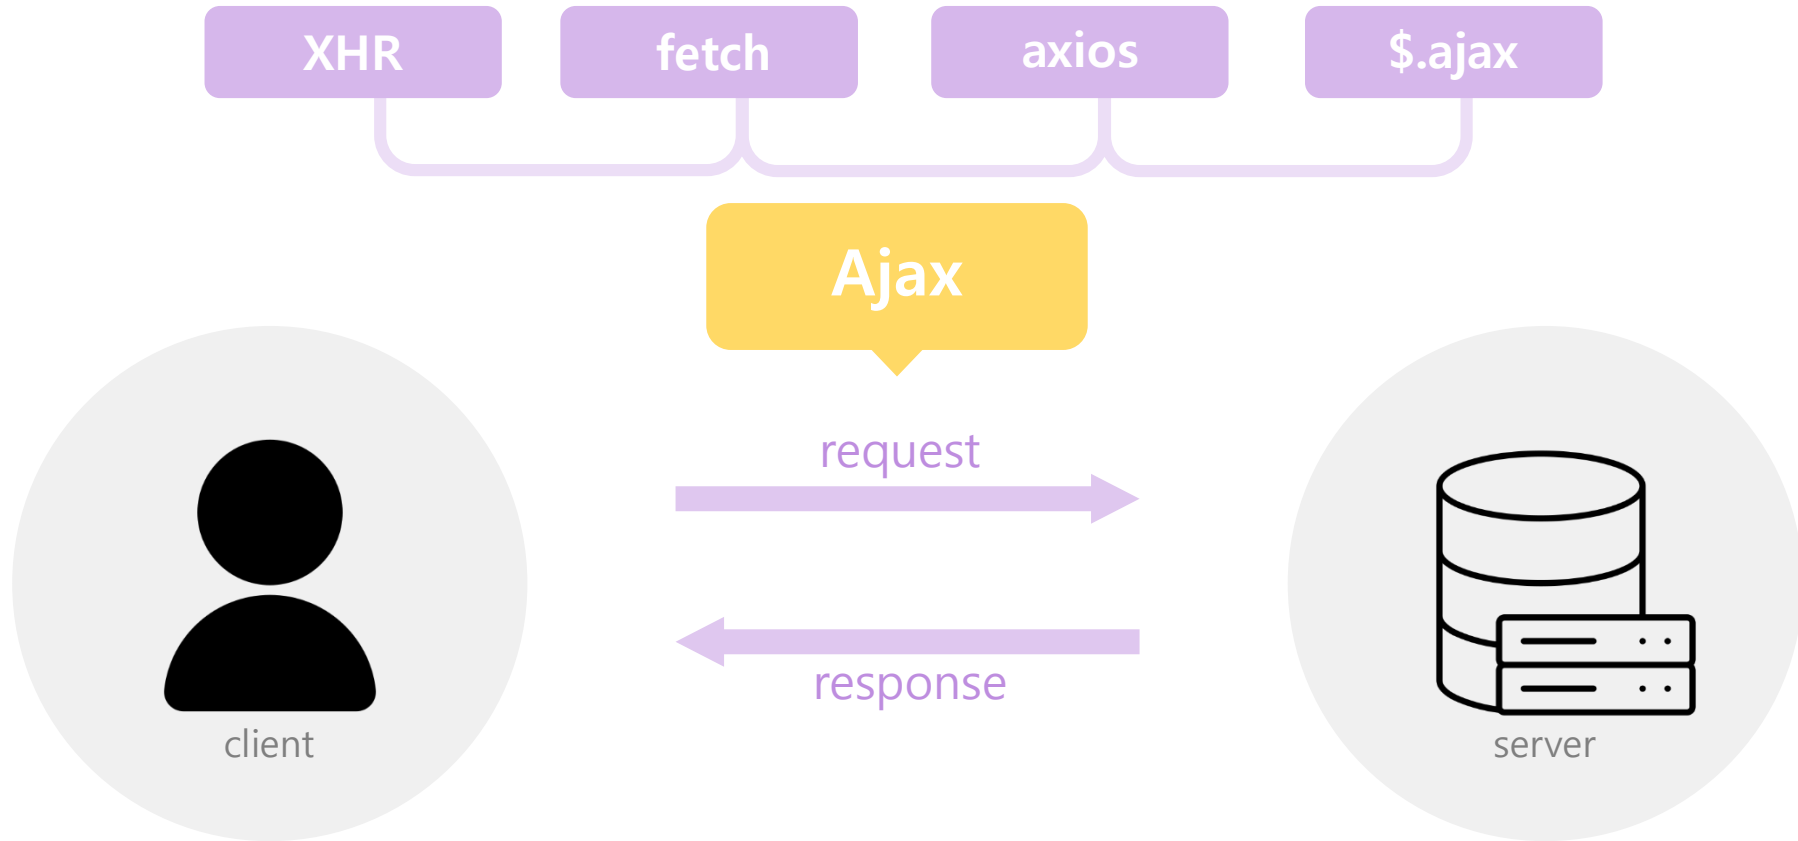 XHR
fetch
axios
$.ajax
Ajax
request
response
client
server